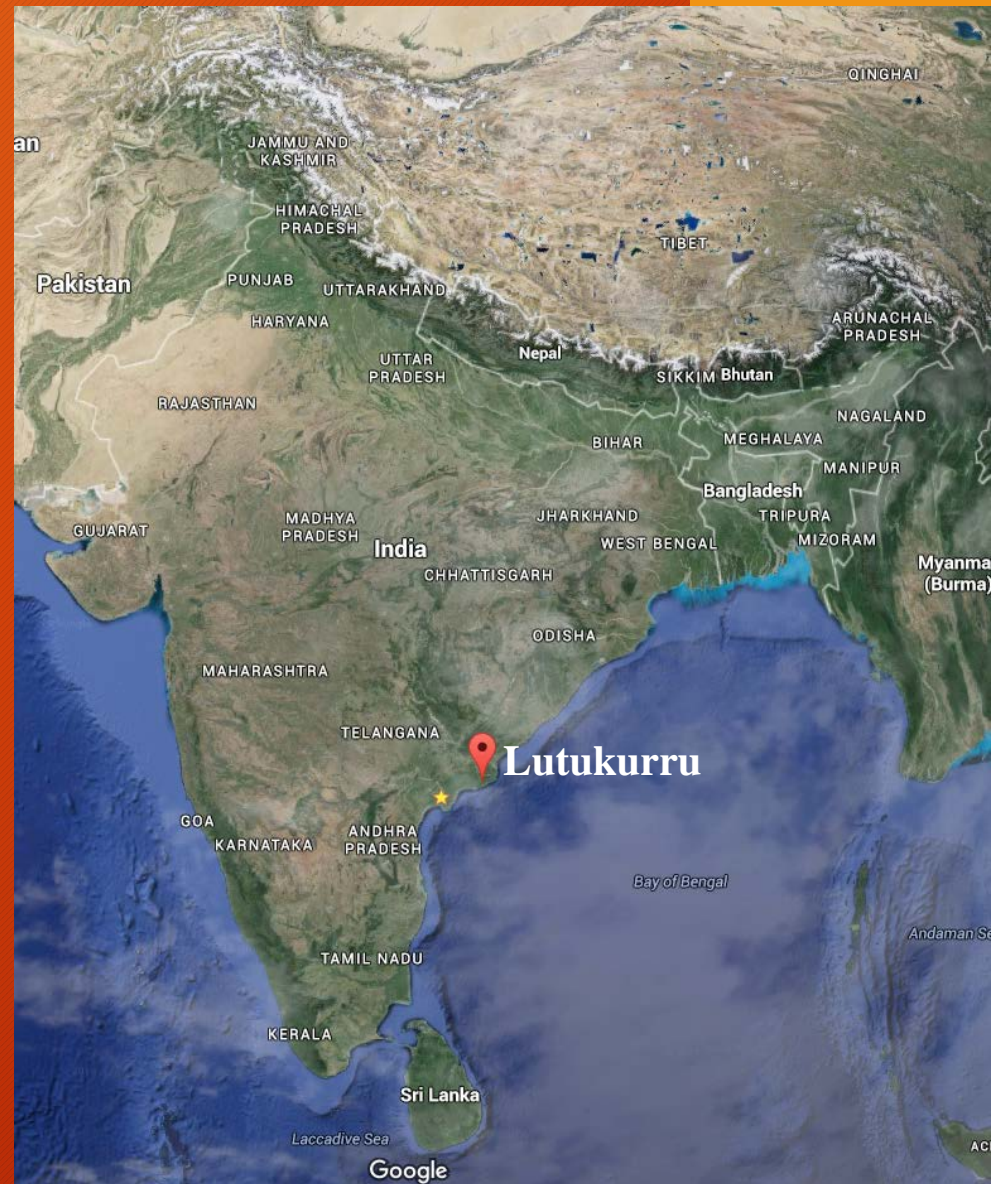 QINGHAI
an
JAMMU AND
KASHMIR
HIMACHAL
PRADESH
TIBET
Pakistan
PUNJAB
UTTARAKHAND
HARYANA
ARUNACHAL
PRADESH
UTTAR
PRADESH
Nepal
SIKKIM
Bhutan
RAJASTHAN
NAGALAND
BIHAR
MEGHALAYA
MANIPUR
Bangladesh
GUJARAT
MADHYA
PRADESH
JHARKHAND
TRIPURA
India
WEST BENGAL
MIZORAM
CHHATTISGARH
Myanma
(Burma)
ODISHA
MAHARASHTRA
TELANGANA
Lutukurru
GOA
KARNATAKA
ANDHRA
PRADESH
Bay of Bengal
Andaman Se
TAMIL NADU
KERALA
Sri Lanka
Laccadive Sea
ACI
Google